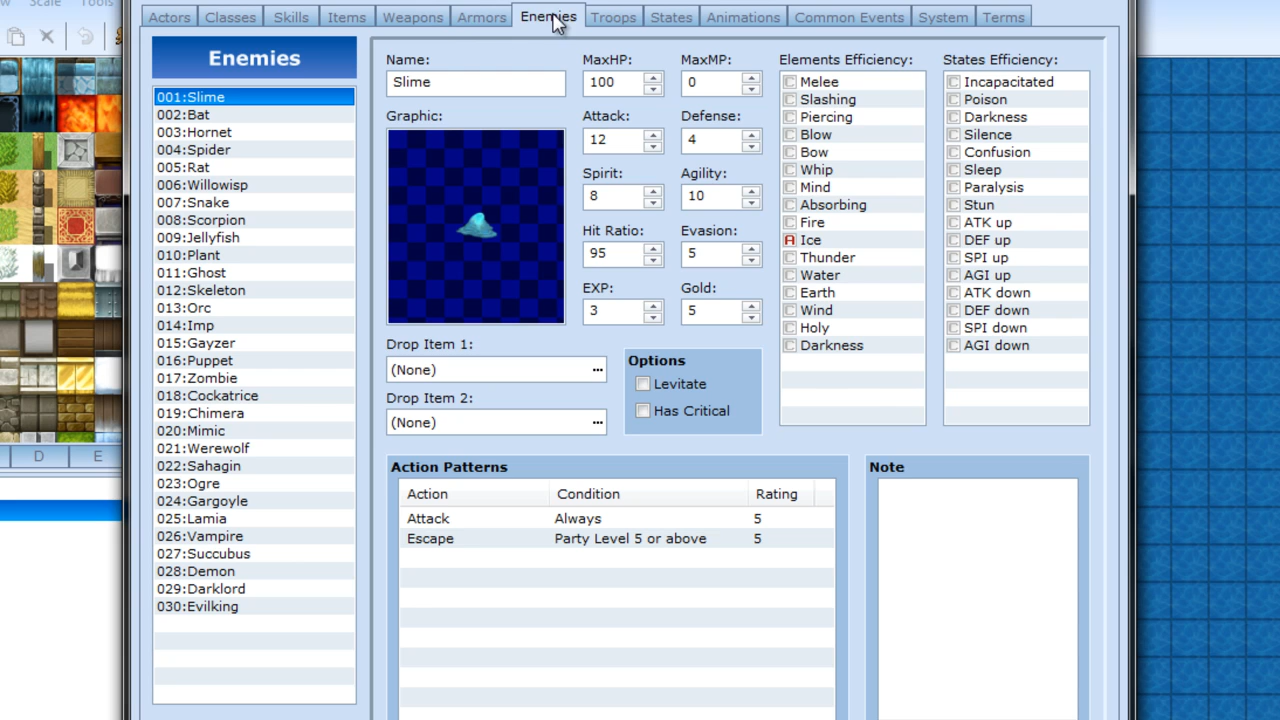 Scale Tools
Actors Classes Skills Items Weapons Armors Enemies Troops States Animations Common Events System Terms
Enemies
001:Slime
002:Bat
003:Hornet
004:Spider
005:Rat
006:Willowisp
007:Snake
008:Scorpion
009:Jellyfish
010:Plant
011:Ghost
012:Skeleton
013:Orc
014:Imp
015:Gayzer
016:Puppet
017:Zombie
018:Cockatrice
019:Chimera
020:Mimic
021:Werewolf
022:Sahagin
023:Ogre
024:Gargoyle
025:Lamia
026:Vampire
027:Succubus
028:Demon
029:Darklord
030:Evilking
D E
Name:
Slime
Graphic:
MaxHP: MaxMP:
100 0
Attack: Defense:
12 4
Spirit: Agility:
8 10
Hit Ratio: Evasion:
95 5
EXP: Gold:
3 5
Drop Item 1:
(None) ...
Drop Item 2:
(None) ...
Options
Levitate
Has Critical
Elements Efficiency:
C Melee
C Slashing
C Piercing
C Blow
C Bow
C Whip
C Mind
C Absorbing
C Fire
A Ice
C Thunder
C Water
C Earth
C Wind
C Holy
C Darkness
States Efficiency:
C Incapacitated
C Poison
C Darkness
C Silence
C Confusion
C Sleep
C Paralysis
C Stun
C ATK up
C DEF up
C SPI up
C AGI up
C ATK down
C DEF down
C SPI down
C AGI down
Action Patterns
Action Condition Rating
Attack Always 5
Escape Party Level 5 or above 5
Note